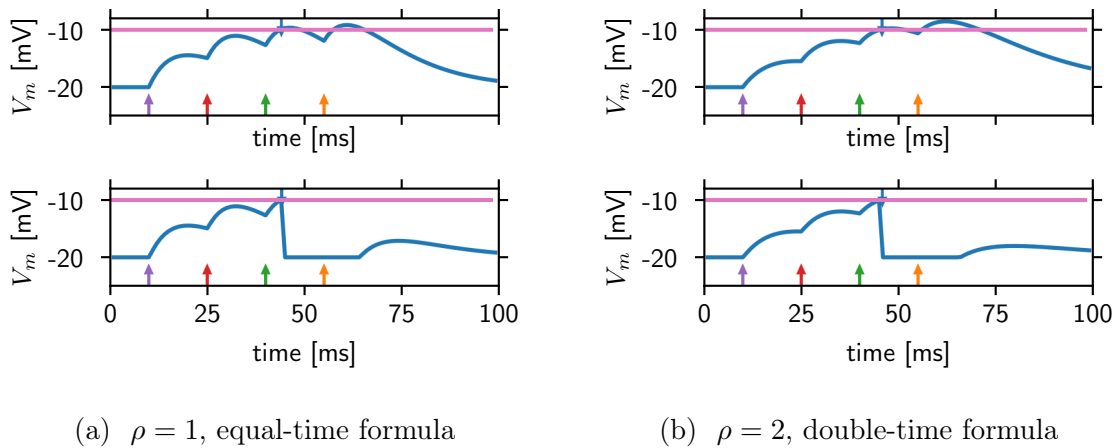 -10
-20
V_m [mV]
time [ms]
-10
-20
V_m [mV]
time [ms]
-10
-20
V_m [mV]
0 25 50 75 100
time [ms]
-10
-20
V_m [mV]
0 25 50 75 100
time [ms]
(a) ρ = 1, equal-time formula
(b) ρ = 2, double-time formula